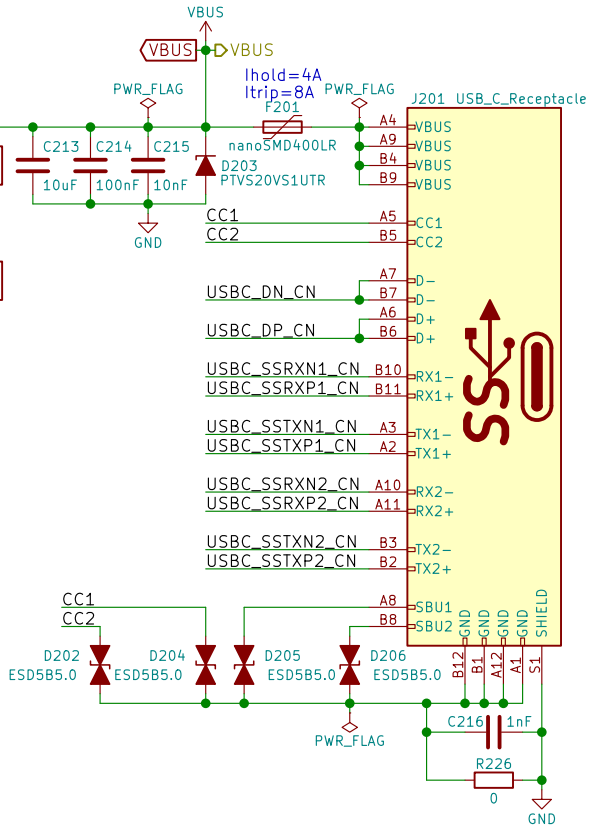 VBUS
VBUS
VBUS
Ihold=4A
Itrip=8A
PWR_FLAG
PWR_FLAG
F201
nanoSMD400LR
J201 USB_C_Receptacle
C213
10uF
C214
100nF
C215
10nF
D203
PTVS20VS1UTR
GND
A4 VBUS
A9 VBUS
B4 VBUS
B9 VBUS
CC1 A5 CC1
CC2 B5 CC2
A7 D-
USBC_DN_CN B7 D-
A6 D+
USBC_DP_CN B6 D+
USBC_SSRXN1_CN B10 RX1-
USBC_SSRXP1_CN B11 RX1+
USBC_SSTXN1_CN A3 TX1-
USBC_SSTXP1_CN A2 TX1+
USBC_SSRXN2_CN A10 RX2-
USBC_SSRXP2_CN A11 RX2+
USBC_SSTXN2_CN B3 TX2-
USBC_SSTXP2_CN B2 TX2+
SS
A8 SBU1
B8 SBU2
CC1
CC2
GND
GND
GND
GND
SHIELD
B12
B1
A12
A1
S1
D202
ESD5B5.0
D204
ESD5B5.0
D205
ESD5B5.0
D206
ESD5B5.0
PWR_FLAG
C216 1nF
R226
0
GND